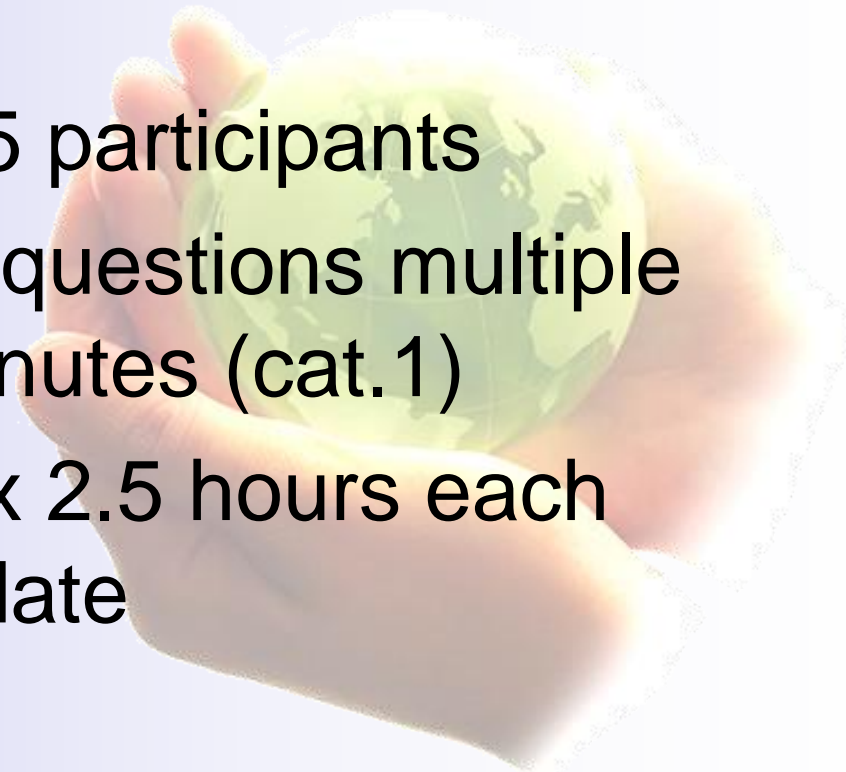 5 participants
questions multiple
nutes (cat.1)
x 2.5 hours each
late